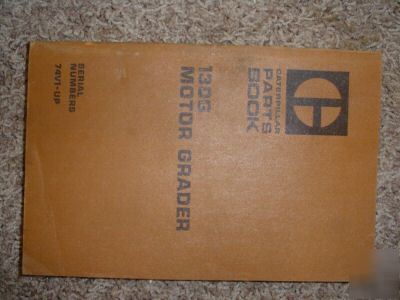 CATERPILLAR
PARTS
BOOK
130G
MOTOR GRADER
SERIAL
NUMBERS
74V1-UP